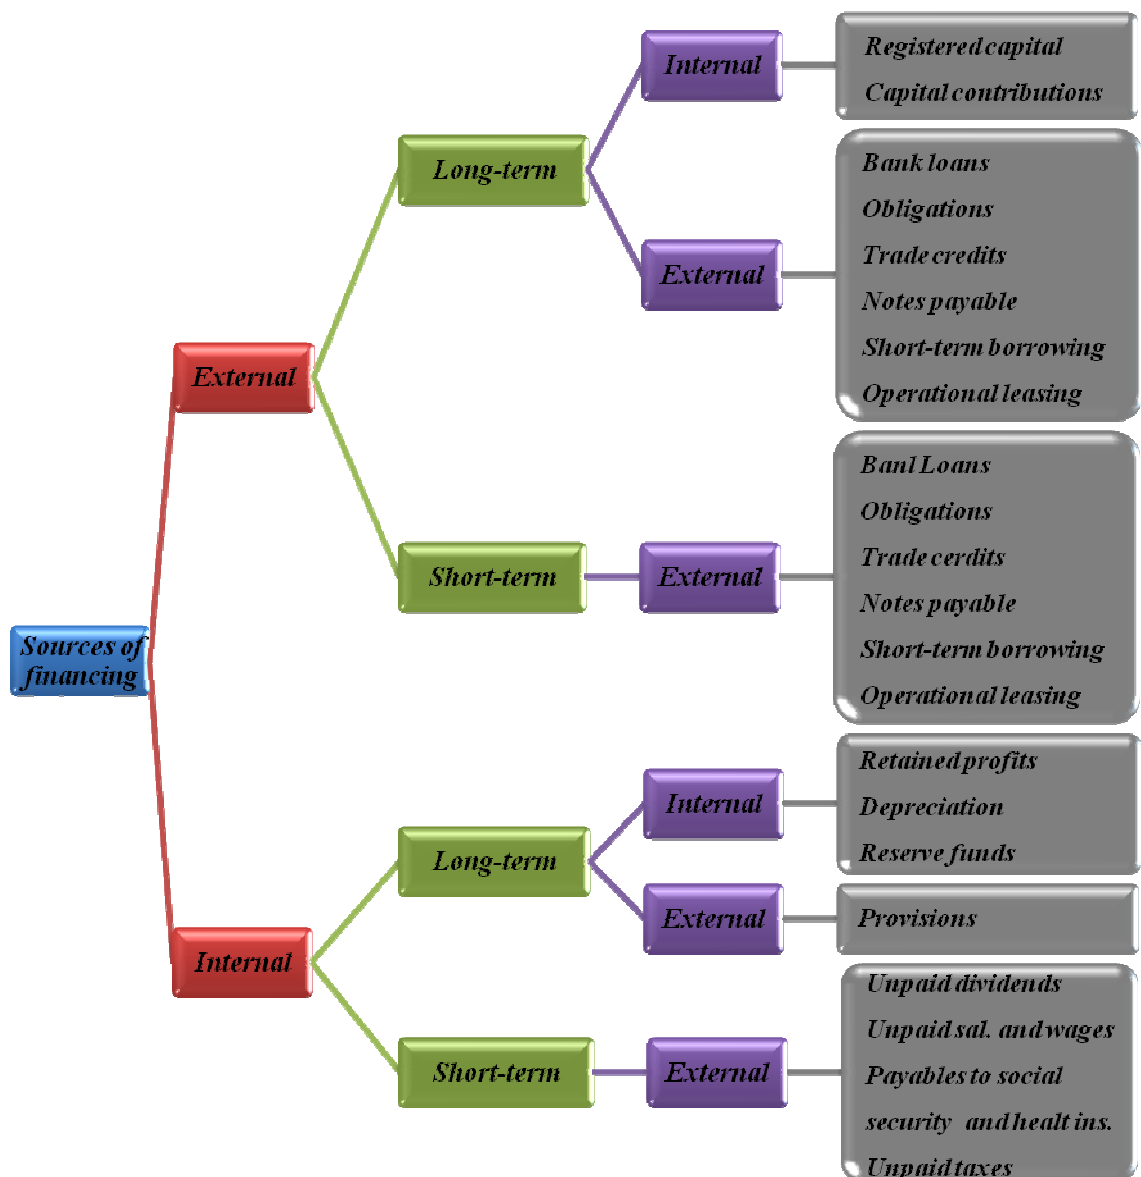 Internal
Registered capital
Capital contributions
Long-term
Bank loans
Obligations
Trade credits
Notes payable
Short-term borrowing
Operational leasing
External
External
Banl Loans
Obligations
Trade cerdits
Notes payable
Short-term borrowing
Operational leasing
Short-term
External
Sources of
financing
Retained profits
Depreciation
Reserve funds
Internal
Long-term
External
Provisions
Internal
Unpaid dividends
Unpaid sal. and wages
Payables to social
security and healt ins.
Unpaid taxes
Short-term
External